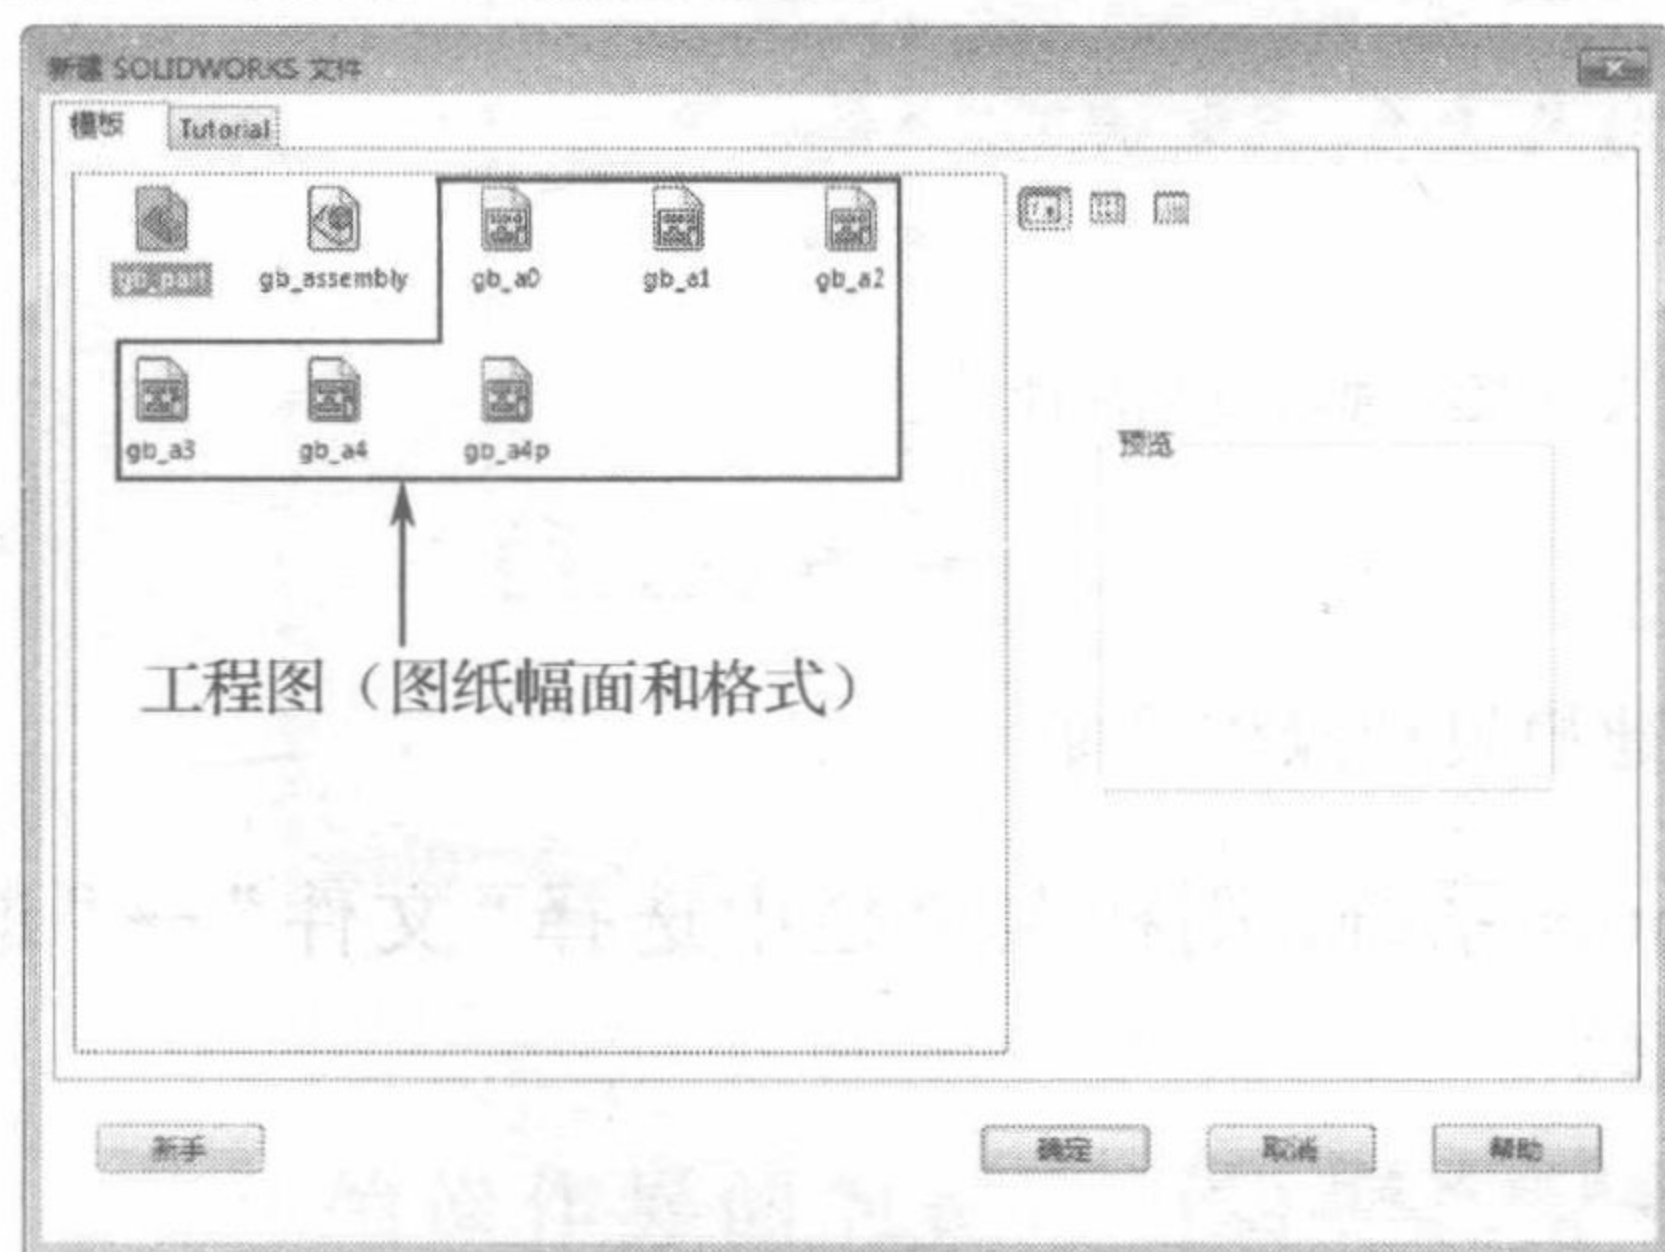 新建 SOLIDWORKS 文件
模板 Tutorial
gb_part gb_assembly gb_a0 gb_a1 gb_a2
gb_a3 gb_a4 gb_a4p
预览
工程图（图纸幅面和格式）
新手 确定 取消 帮助